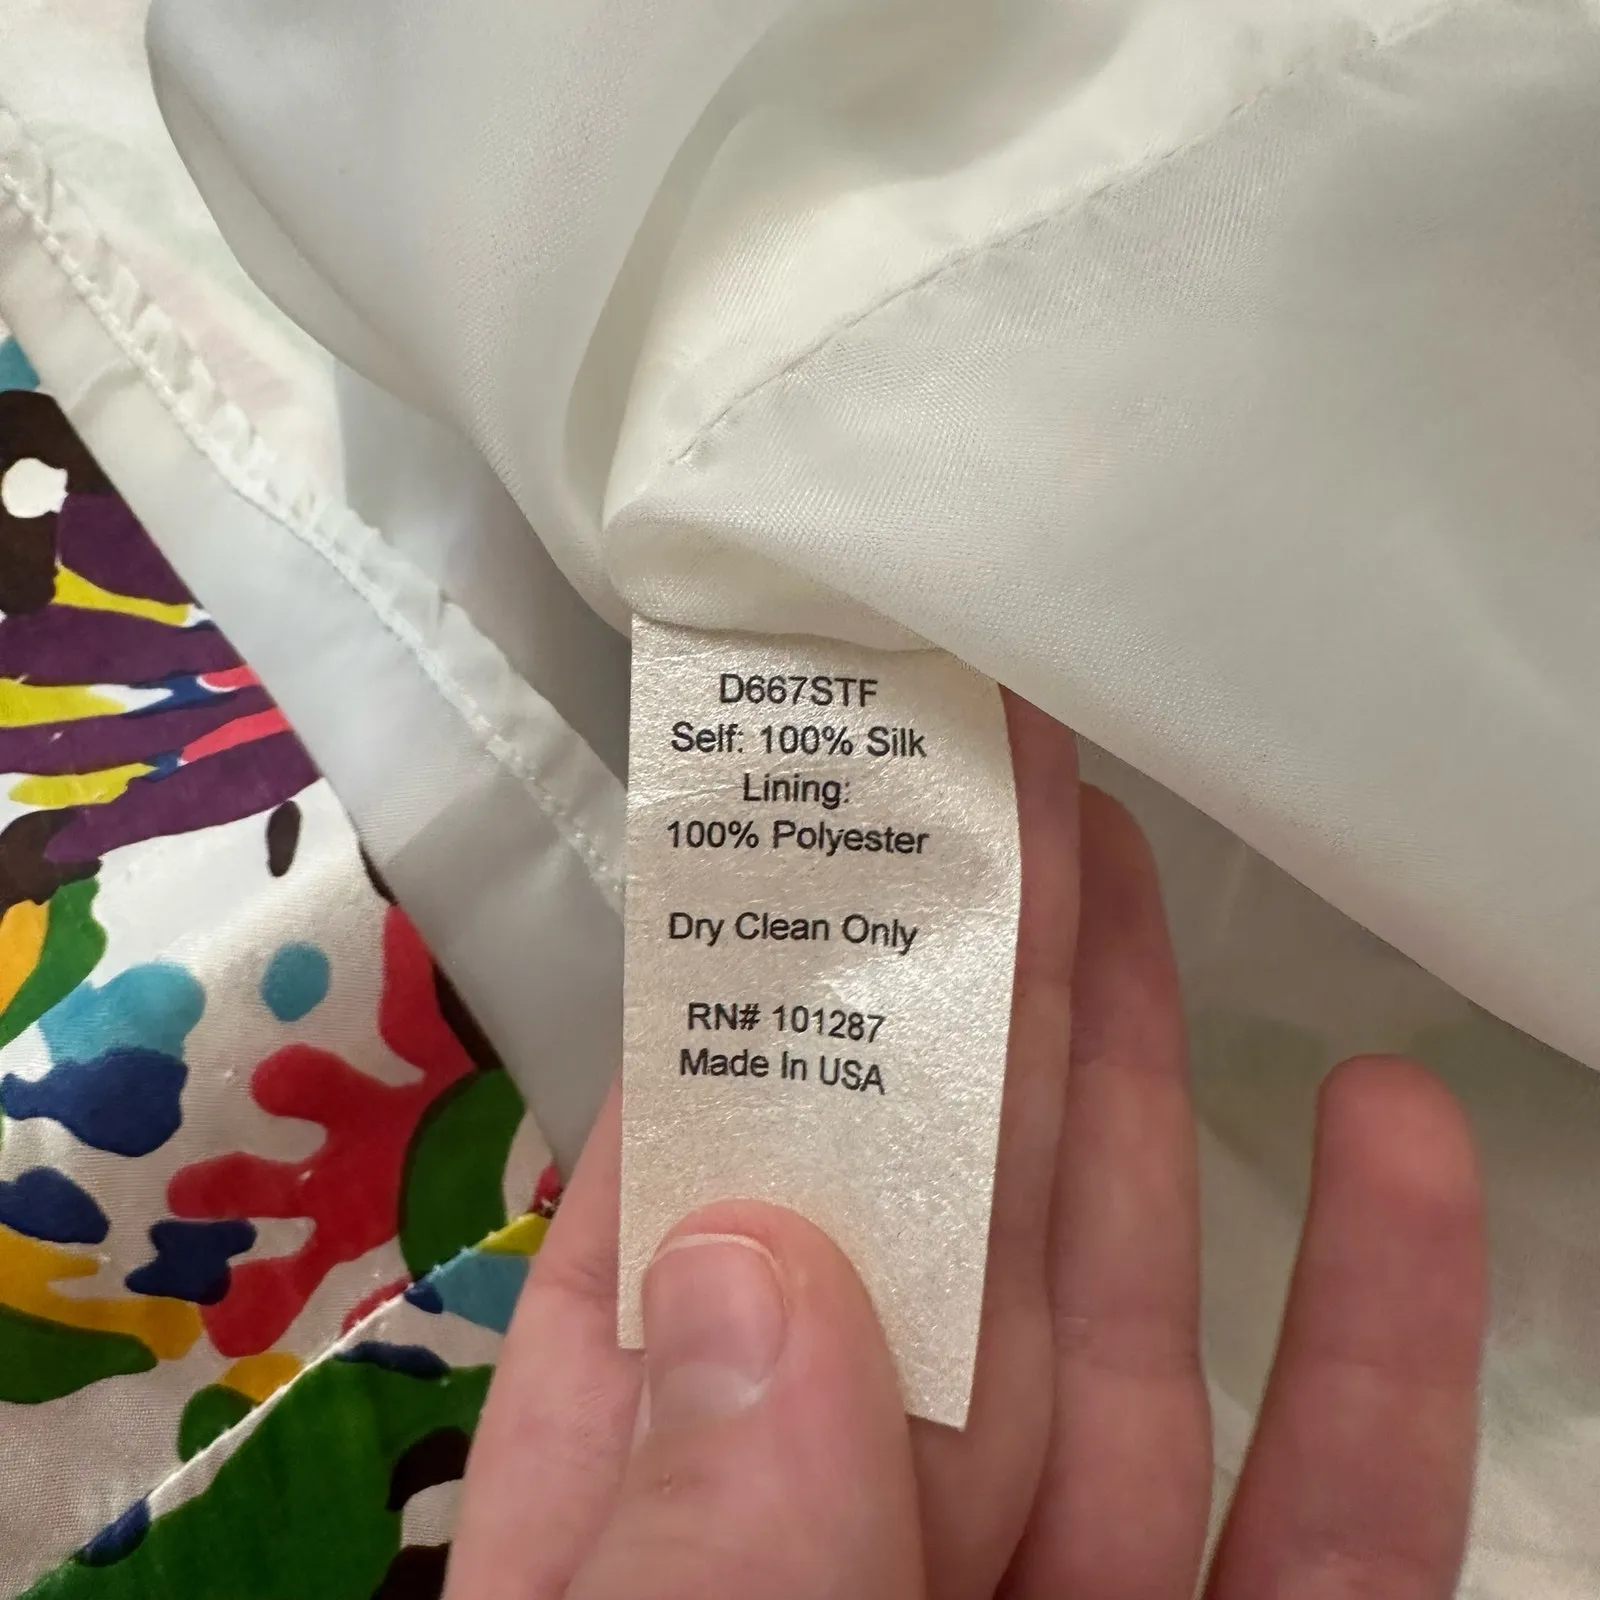 D667STF
Self: 100% Silk
Lining:
100% Polyester
Dry Clean Only
RN# 101287
Made In USA